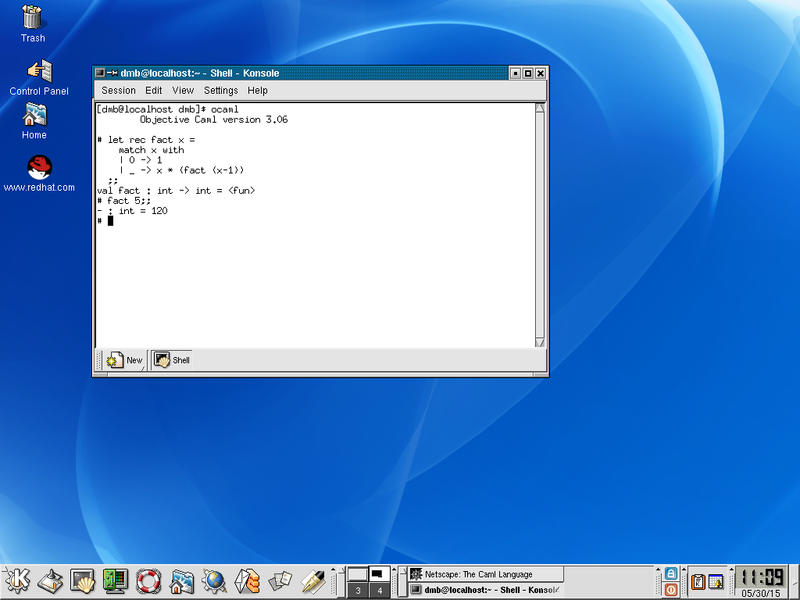 Trash
Control Panel
Home
www.redhat.com
dmb@localhost:~ - Shell - Konsole
Session Edit View Settings Help
[dmb@localhost dmb]$ ocaml
        Objective Caml version 3.06
# let rec fact x =
    match x with
    | 0 -> 1
    | _ -> x * (fact (x-1))
  ;;
val fact : int -> int = <fun>
# fact 5;;
- : int = 120
#
New Shell
3 4
Netscape: The Caml Language
dmb@localhost:~ - Shell - Konsol
11:09
05/30/15